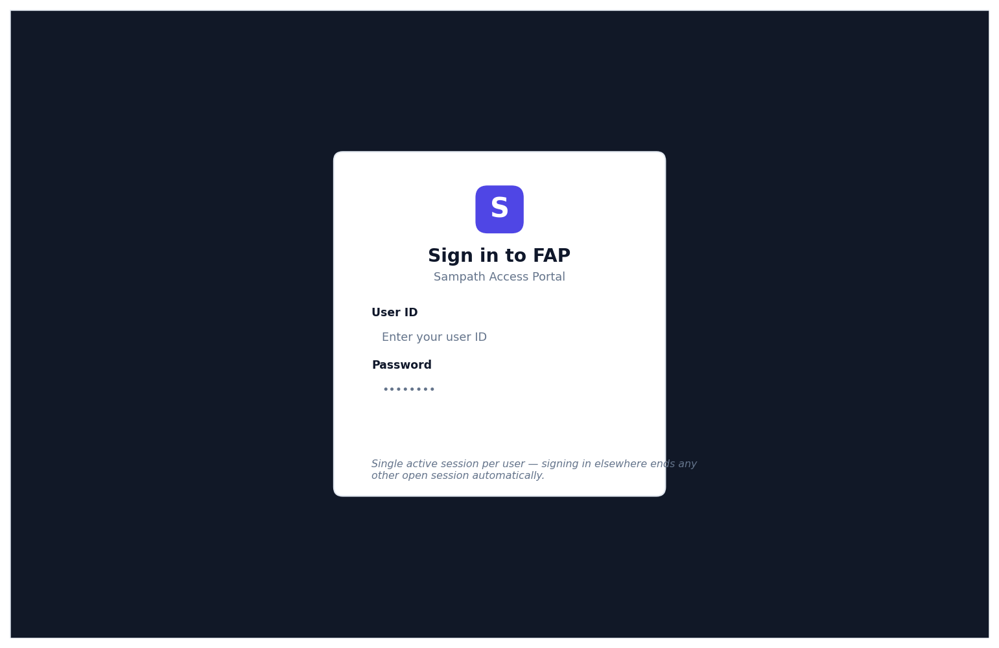 S
Sign in to FAP
Sampath Access Portal
User ID
Enter your user ID
Password
••••••••
Single active session per user — signing in elsewhere ends any
other open session automatically.